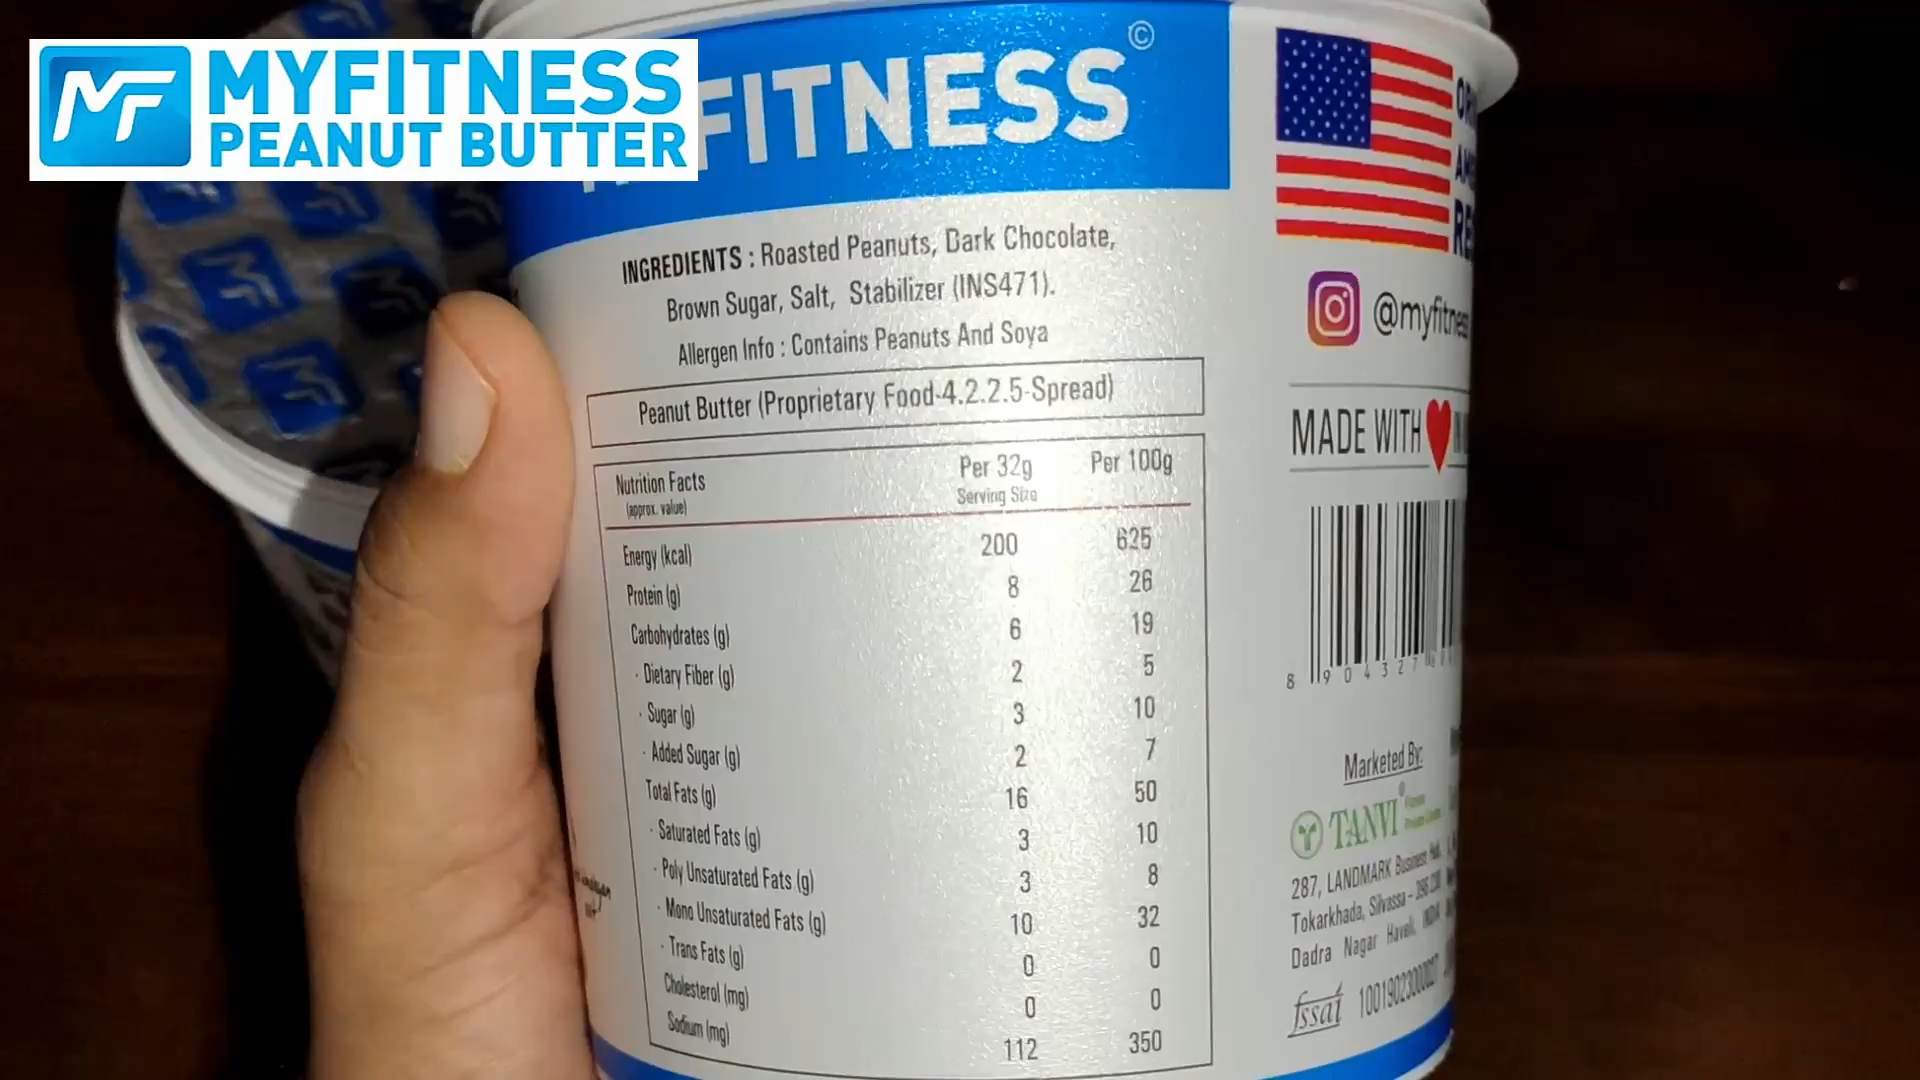 MYFITNESS
PEANUT BUTTER
FITNESS©
INGREDIENTS : Roasted Peanuts, Dark Chocolate,
Brown Sugar, Salt, Stabilizer (INS471).
Allergen Info : Contains Peanuts And Soya
Peanut Butter (Proprietary Food-4.2.2.5-Spread)
Nutrition Facts Per 32g Per 100g
(approx. value) Serving Size
Energy (kcal) 200 625
Protein (g) 8 26
Carbohydrates (g) 6 19
· Dietary Fiber (g) 2 5
· Sugar (g) 3 10
· Added Sugar (g) 2 7
Total Fats (g) 16 50
· Saturated Fats (g) 3 10
· Poly Unsaturated Fats (g) 3 8
· Mono Unsaturated Fats (g) 10 32
· Trans Fats (g) 0 0
Cholesterol (mg) 0 0
Sodium (mg) 112 350
@myfitness
MADE WITH
8 904327
Marketed By:
TANVI
287, LANDMARK Business
Tokarkhada, Silvassa –
Dadra Nagar Haveli,
fssai